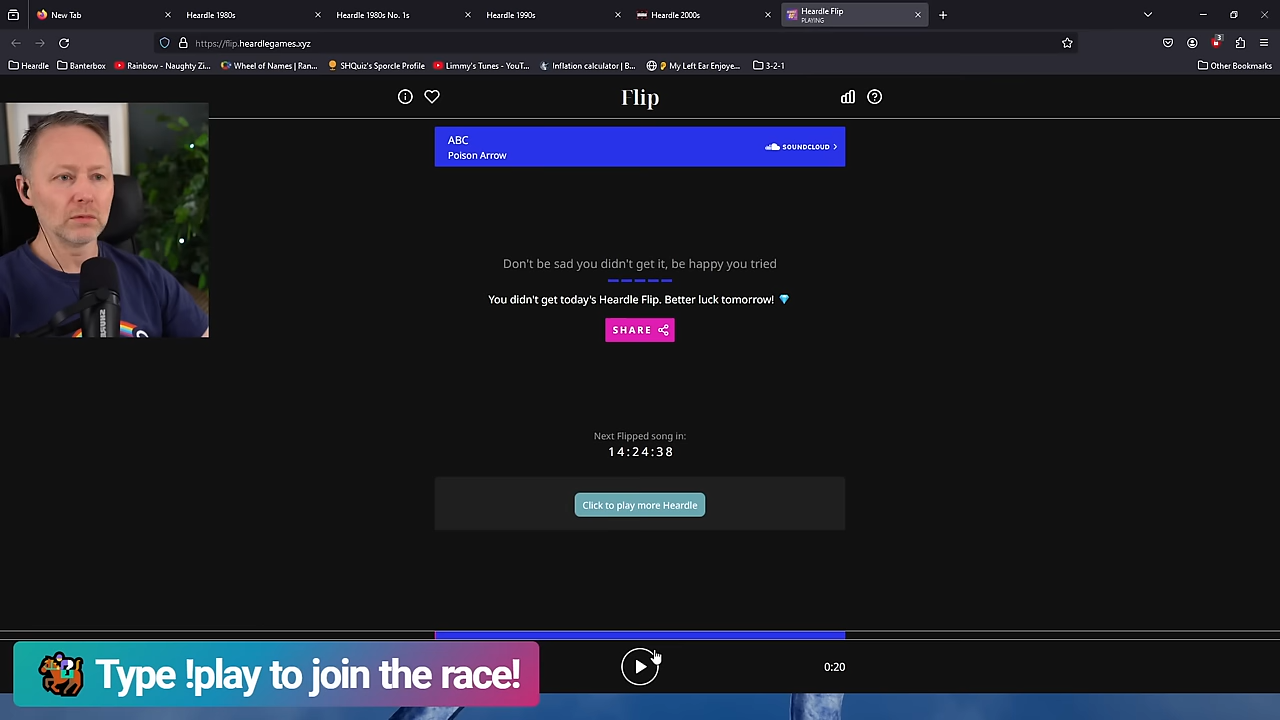 New Tab
Heardle 1980s
Heardle 1980s No. 1s
Heardle 1990s
Heardle 2000s
Heardle Flip
PLAYING
https://flip.heardlegames.xyz
3
Heardle
Banterbox
Rainbow - Naughty Zi...
Wheel of Names | Ran...
SHQuiz's Sporcle Profile
Limmy's Tunes - YouT...
Inflation calculator | B...
My Left Ear Enjoye...
3-2-1
Other Bookmarks
Flip
ABC
Poison Arrow
SOUNDCLOUD
Don't be sad you didn't get it, be happy you tried
You didn't get today's Heardle Flip. Better luck tomorrow!
SHARE
Next Flipped song in:
14:24:38
Click to play more Heardle
0:20
Type !play to join the race!